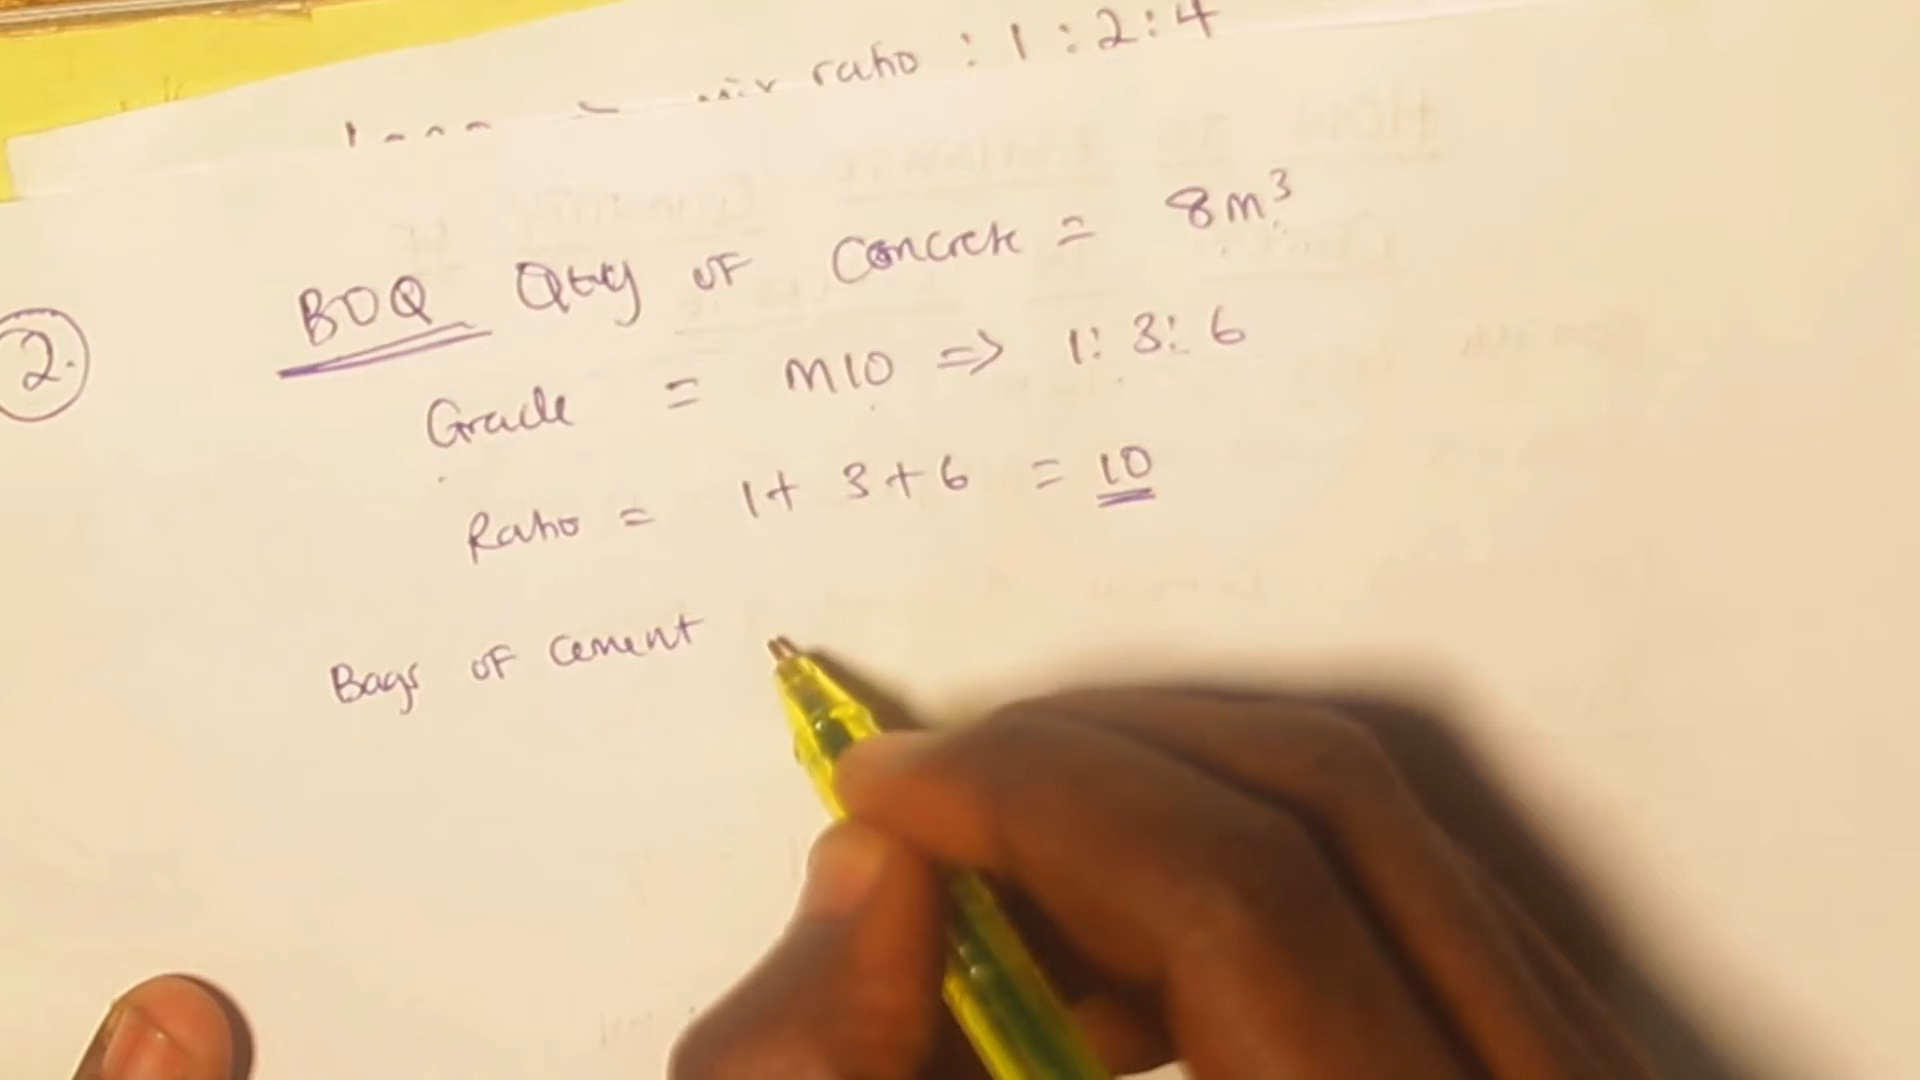 ratio : 1 : 2 : 4
BOQ Qty of Concrete = 8m³
2.
Grade = M10 => 1 : 3 : 6
Ratio = 1 + 3 + 6 = 10
Bags of Cement